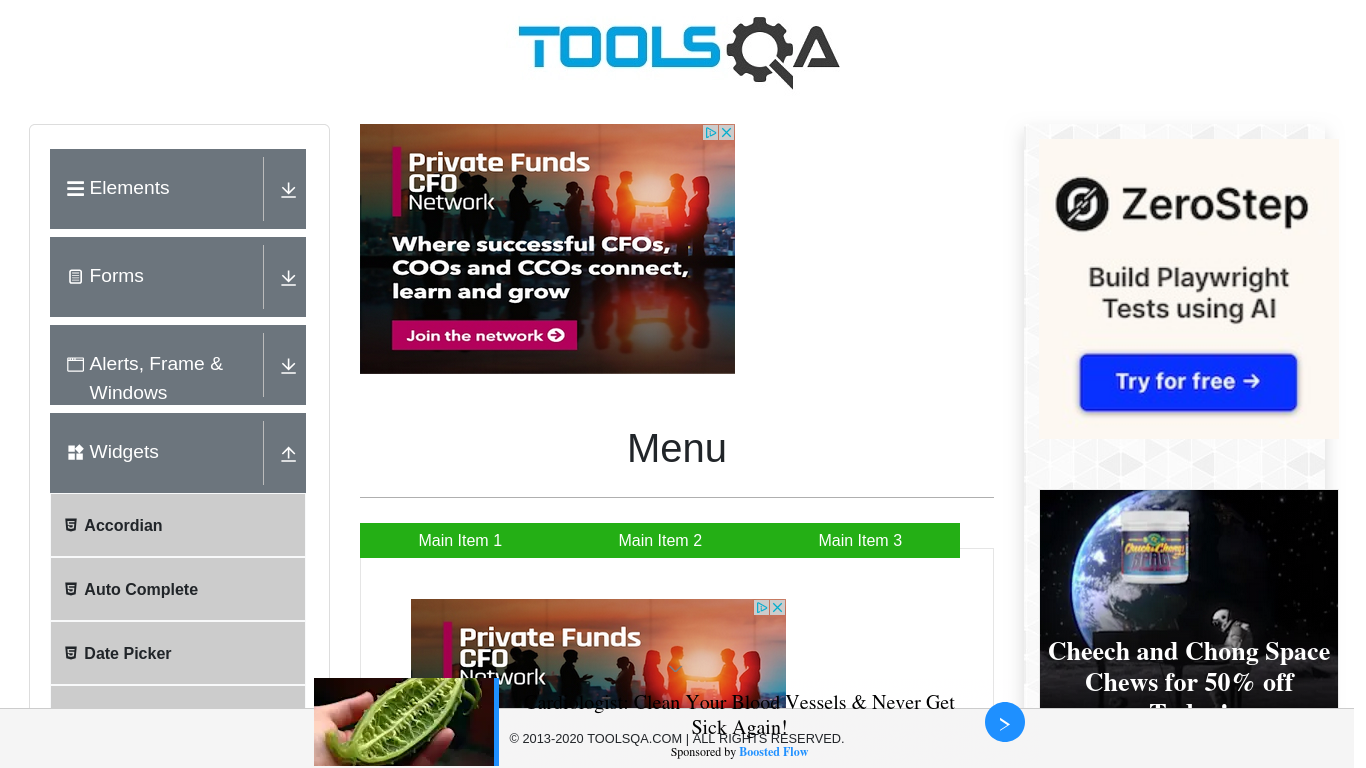 TOOLSQA
Elements
Forms
Alerts, Frame &
Windows
Widgets
Accordian
Auto Complete
Date Picker
Private Funds
CFO
Network
Where successful CFOs,
COOs and CCOs connect,
learn and grow
Join the network
Menu
Main Item 1
Main Item 2
Main Item 3
Private Funds
CFO
Network
ZeroStep
Build Playwright
Tests using AI
Try for free →
Cheech and Chong Space
Chews for 50% off
Cardiologist: Clean Your Blood Vessels & Never Get
Sick Again!
© 2013-2020 TOOLSQA.COM | ALL RIGHTS RESERVED.
Sponsored by Boosted Flow